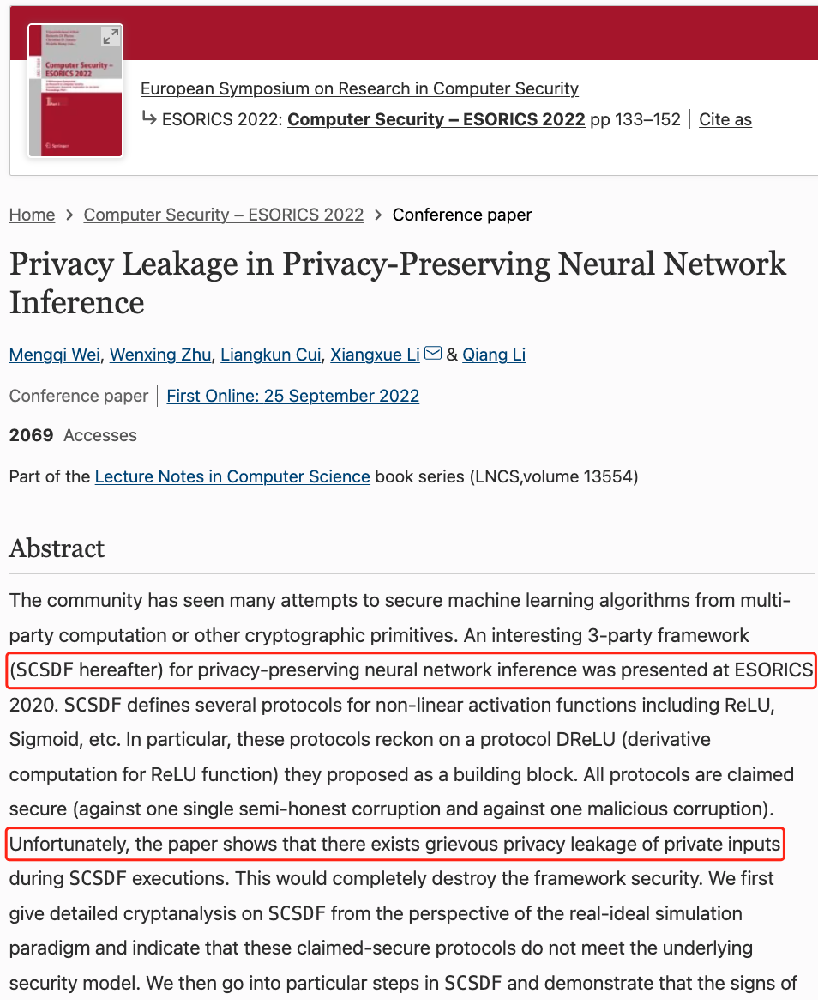 Computer Security –
ESORICS 2022
European Symposium on Research in Computer Security
ESORICS 2022: Computer Security – ESORICS 2022 pp 133–152 | Cite as
Home > Computer Security – ESORICS 2022 > Conference paper
Privacy Leakage in Privacy-Preserving Neural Network
Inference
Mengqi Wei, Wenxing Zhu, Liangkun Cui, Xiangxue Li & Qiang Li
Conference paper | First Online: 25 September 2022
2069 Accesses
Part of the Lecture Notes in Computer Science book series (LNCS,volume 13554)
Abstract
The community has seen many attempts to secure machine learning algorithms from multi-
party computation or other cryptographic primitives. An interesting 3-party framework
(SCSDF hereafter) for privacy-preserving neural network inference was presented at ESORICS
2020. SCSDF defines several protocols for non-linear activation functions including ReLU,
Sigmoid, etc. In particular, these protocols reckon on a protocol DReLU (derivative
computation for ReLU function) they proposed as a building block. All protocols are claimed
secure (against one single semi-honest corruption and against one malicious corruption).
Unfortunately, the paper shows that there exists grievous privacy leakage of private inputs
during SCSDF executions. This would completely destroy the framework security. We first
give detailed cryptanalysis on SCSDF from the perspective of the real-ideal simulation
paradigm and indicate that these claimed-secure protocols do not meet the underlying
security model. We then go into particular steps in SCSDF and demonstrate that the signs of